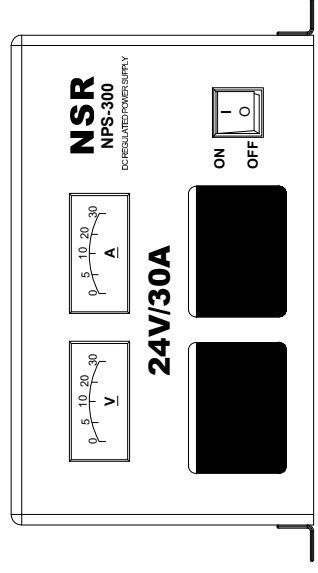 NSR
NPS-300
DC REGULATED POWER SUPPLY
0 5 10 20 30
V
0 5 10 20 30
A
24V/30A
ON
OFF
I
O